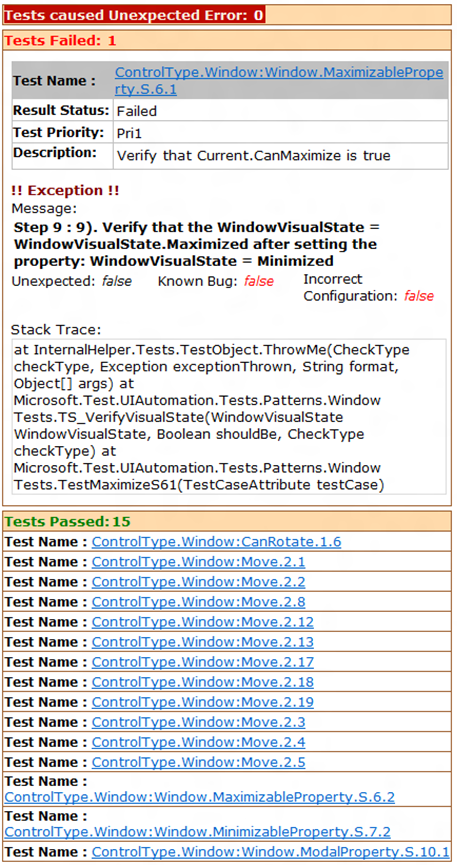 Tests caused Unexpected Error: 0
Tests Failed: 1
Test Name : ControlType.Window:Window.MaximizablePrope
rty.S.6.1
Result Status: Failed
Test Priority: Pri1
Description: Verify that Current.CanMaximize is true
!! Exception !!
Message:
Step 9 : 9). Verify that the WindowVisualState =
WindowVisualState.Maximized after setting the
property: WindowVisualState = Minimized
Unexpected: false Known Bug: false Incorrect
Configuration: false
Stack Trace:
at InternalHelper.Tests.TestObject.ThrowMe(CheckType
checkType, Exception exceptionThrown, String format,
Object[] args) at
Microsoft.Test.UIAutomation.Tests.Patterns.Window
Tests.TS_VerifyVisualState(WindowVisualState
WindowVisualState, Boolean shouldBe, CheckType
checkType) at
Microsoft.Test.UIAutomation.Tests.Patterns.Window
Tests.TestMaximizeS61(TestCaseAttribute testCase)
Tests Passed:15
Test Name : ControlType.Window:CanRotate.1.6
Test Name : ControlType.Window:Move.2.1
Test Name : ControlType.Window:Move.2.2
Test Name : ControlType.Window:Move.2.8
Test Name : ControlType.Window:Move.2.12
Test Name : ControlType.Window:Move.2.13
Test Name : ControlType.Window:Move.2.17
Test Name : ControlType.Window:Move.2.18
Test Name : ControlType.Window:Move.2.19
Test Name : ControlType.Window:Move.2.3
Test Name : ControlType.Window:Move.2.4
Test Name : ControlType.Window:Move.2.5
Test Name :
ControlType.Window:Window.MaximizableProperty.S.6.2
Test Name :
ControlType.Window:Window.MinimizableProperty.S.7.2
Test Name : ControlType.Window:Window.ModalProperty.S.10.1